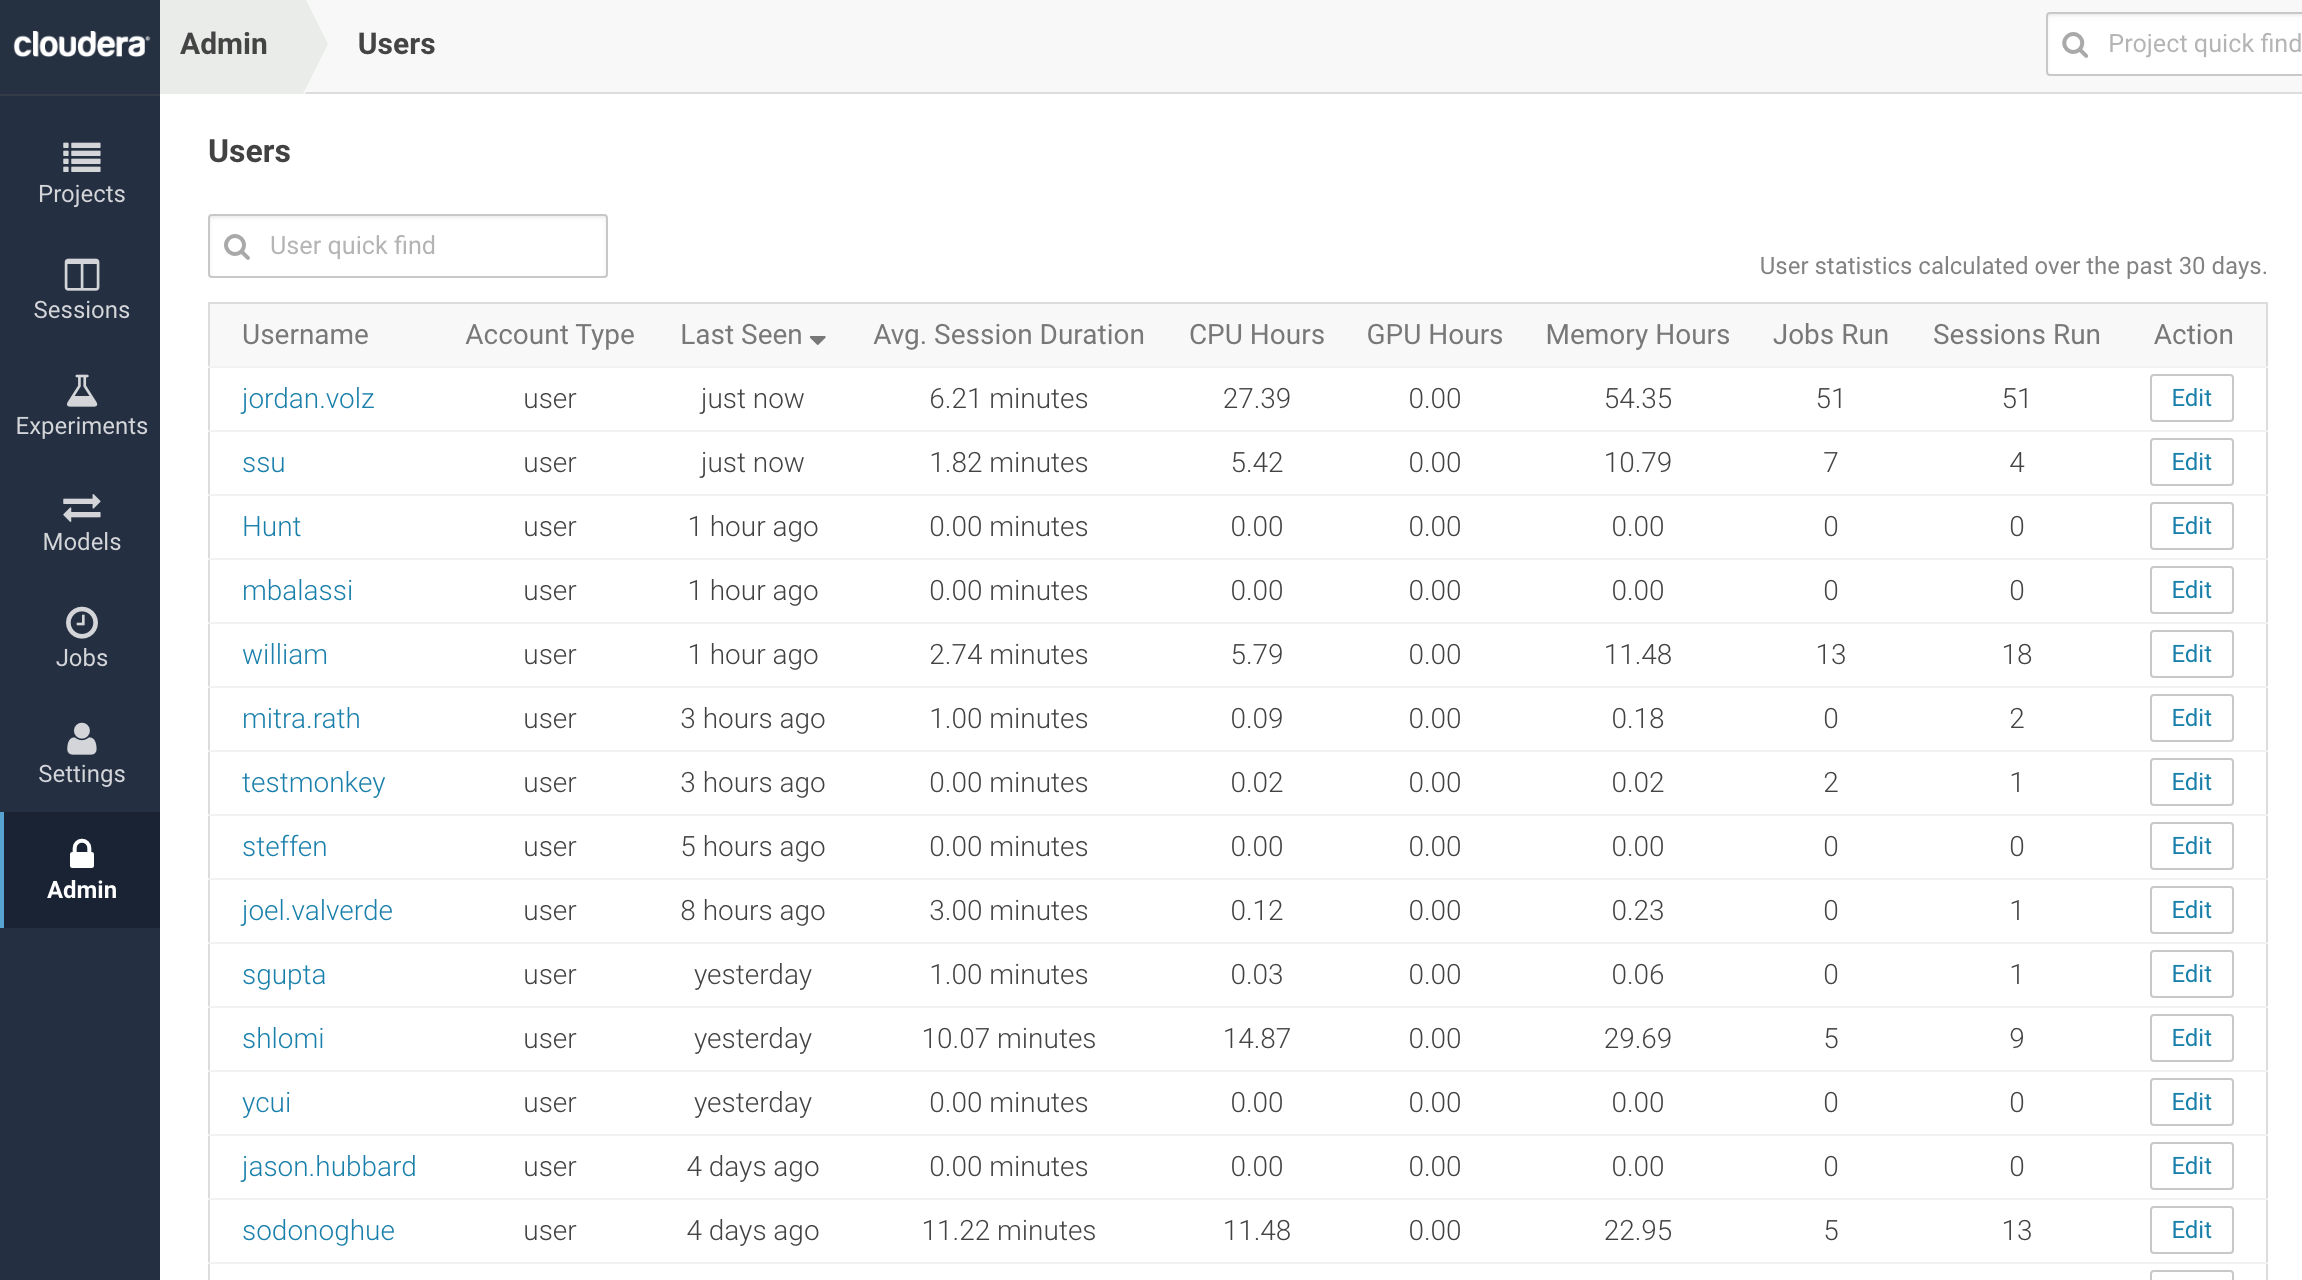 cloudera
Admin
Users
Project quick find
Projects
Sessions
Experiments
Models
Jobs
Settings
Admin
Users
User quick find
User statistics calculated over the past 30 days.
Username Account Type Last Seen Avg. Session Duration CPU Hours GPU Hours Memory Hours Jobs Run Sessions Run Action
jordan.volz user just now 6.21 minutes 27.39 0.00 54.35 51 51 Edit
ssu user just now 1.82 minutes 5.42 0.00 10.79 7 4 Edit
Hunt user 1 hour ago 0.00 minutes 0.00 0.00 0.00 0 0 Edit
mbalassi user 1 hour ago 0.00 minutes 0.00 0.00 0.00 0 0 Edit
william user 1 hour ago 2.74 minutes 5.79 0.00 11.48 13 18 Edit
mitra.rath user 3 hours ago 1.00 minutes 0.09 0.00 0.18 0 2 Edit
testmonkey user 3 hours ago 0.00 minutes 0.02 0.00 0.02 2 1 Edit
steffen user 5 hours ago 0.00 minutes 0.00 0.00 0.00 0 0 Edit
joel.valverde user 8 hours ago 3.00 minutes 0.12 0.00 0.23 0 1 Edit
sgupta user yesterday 1.00 minutes 0.03 0.00 0.06 0 1 Edit
shlomi user yesterday 10.07 minutes 14.87 0.00 29.69 5 9 Edit
ycui user yesterday 0.00 minutes 0.00 0.00 0.00 0 0 Edit
jason.hubbard user 4 days ago 0.00 minutes 0.00 0.00 0.00 0 0 Edit
sodonoghue user 4 days ago 11.22 minutes 11.48 0.00 22.95 5 13 Edit